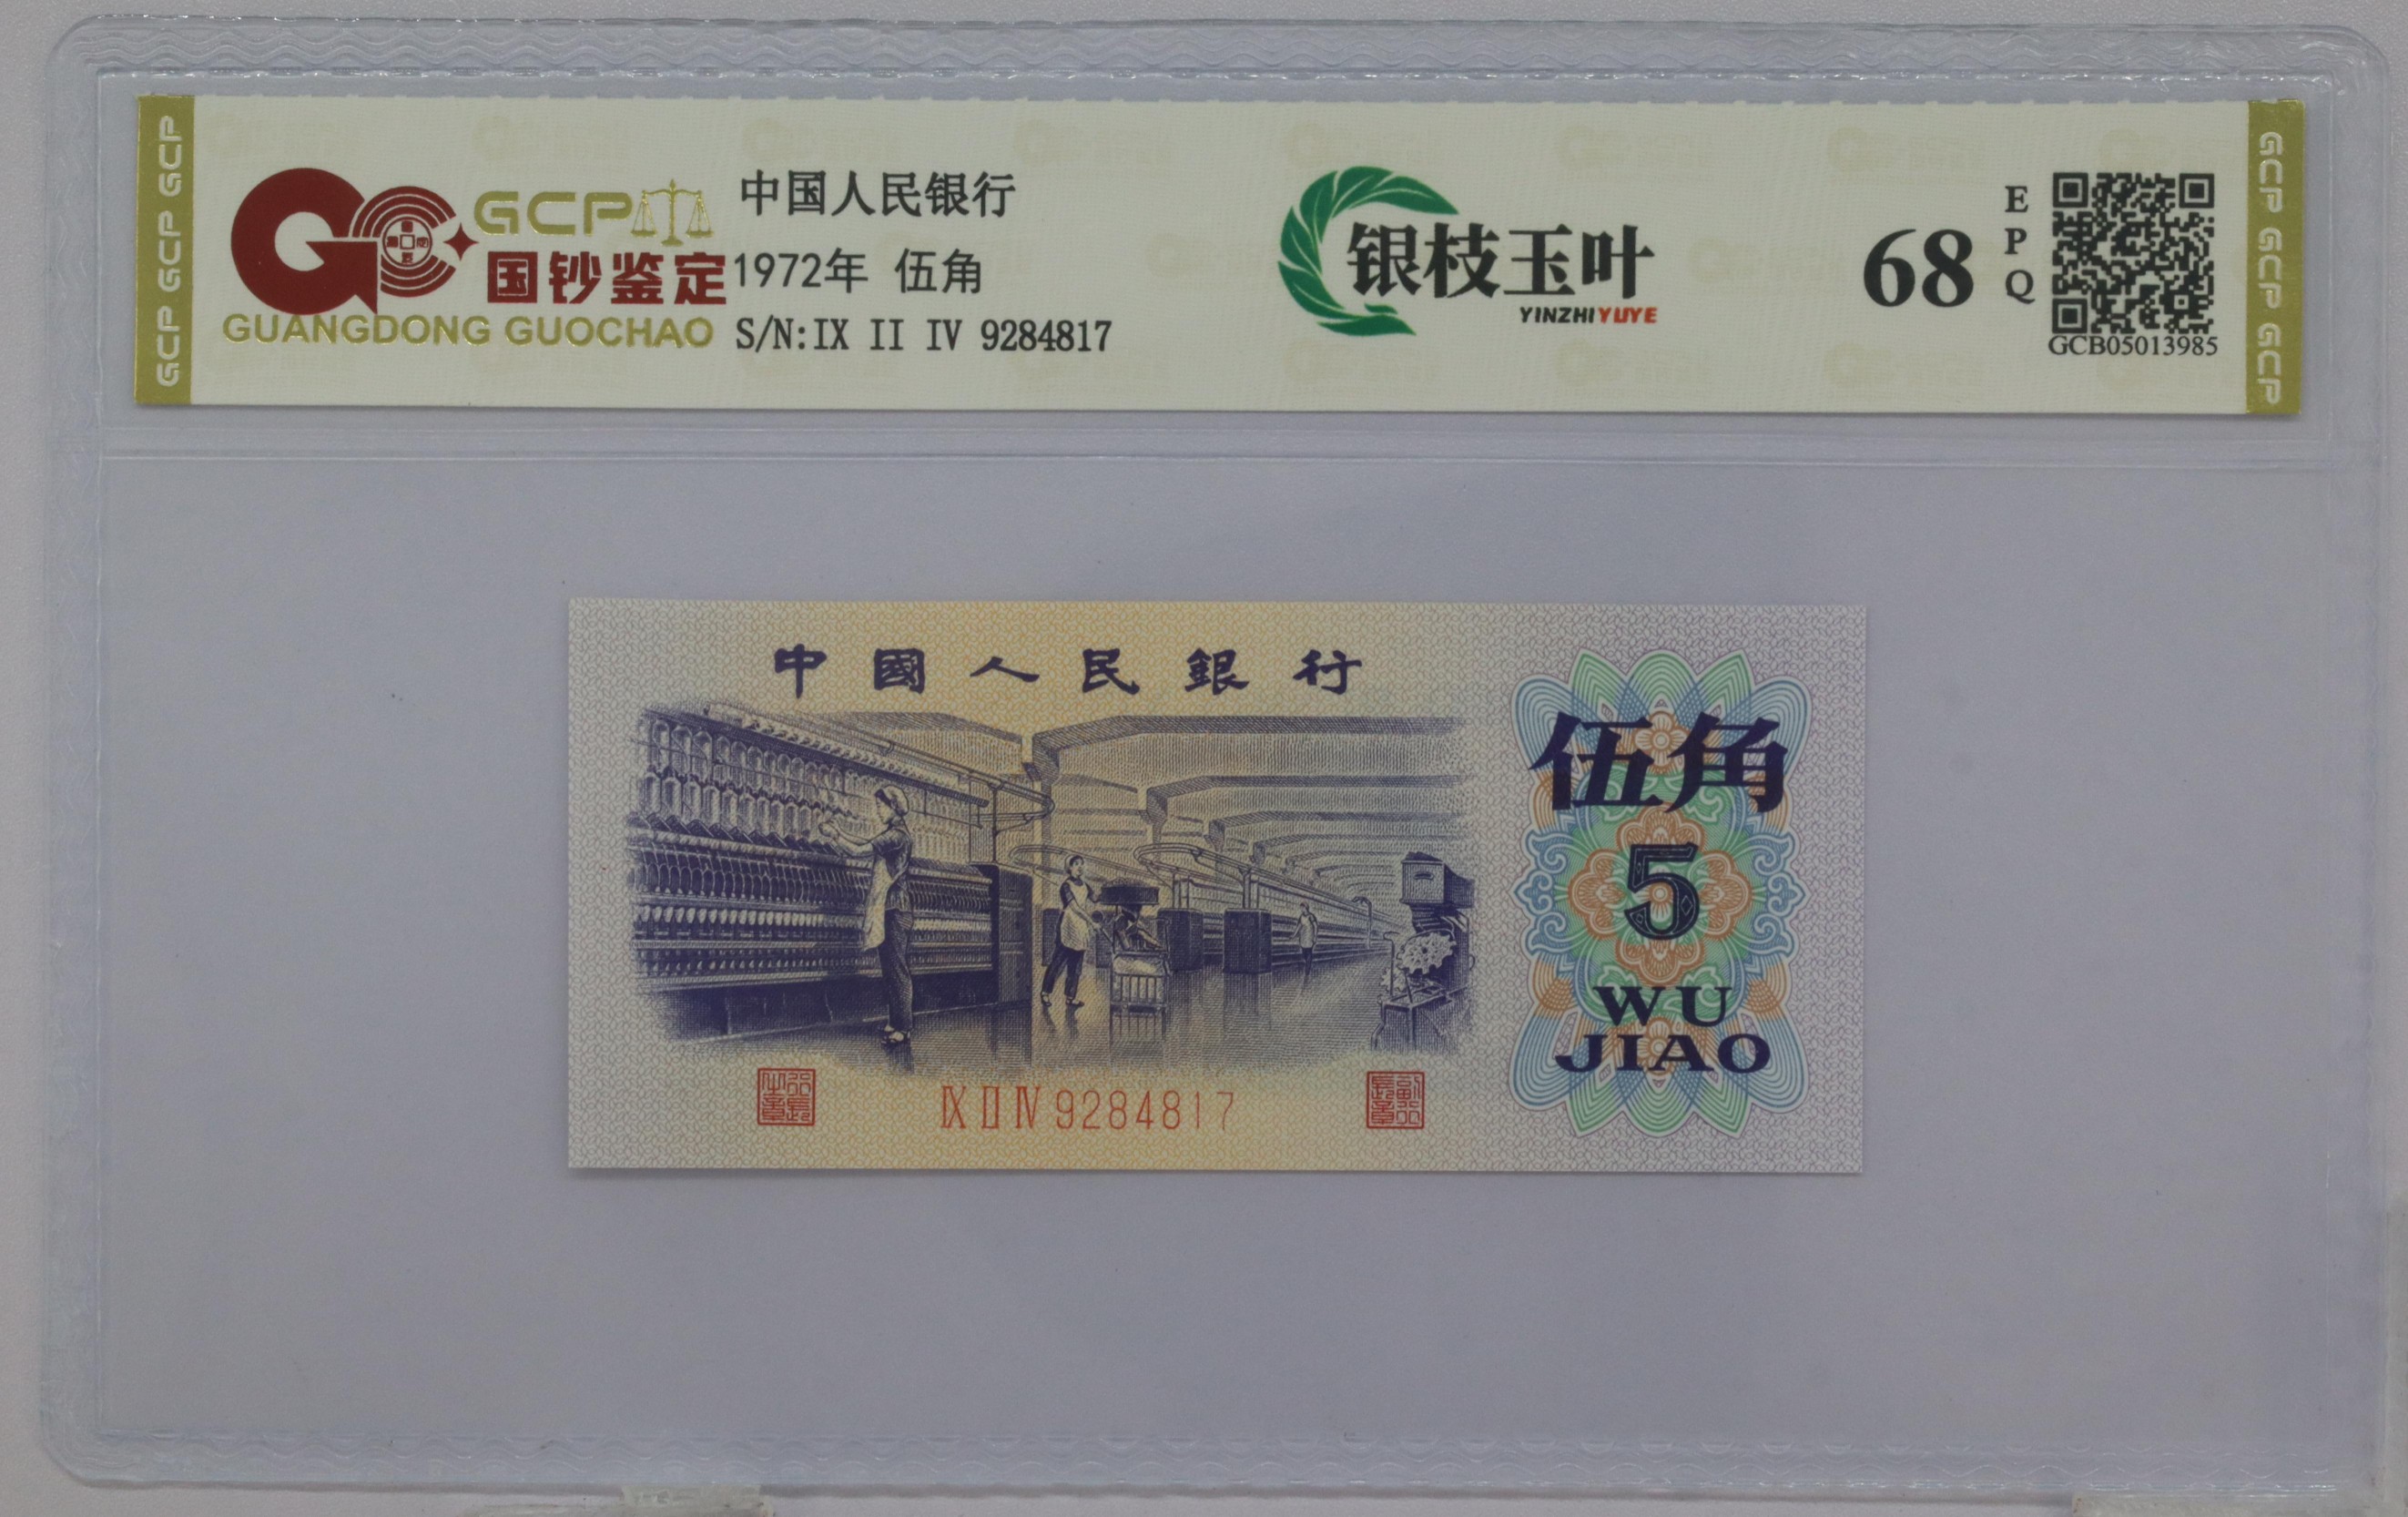 GCP GCP GCP
GCP
国钞鉴定
GUANGDONG GUOCHAO
中国人民银行
1972年 伍角
S/N:IX II IV 9284817
银枝玉叶
YINZHIYUYE
68
EPQ
GCB05013985
GCP GCP GCP
中國人民銀行
伍角
5
WU
JIAO
IX II IV 9284817